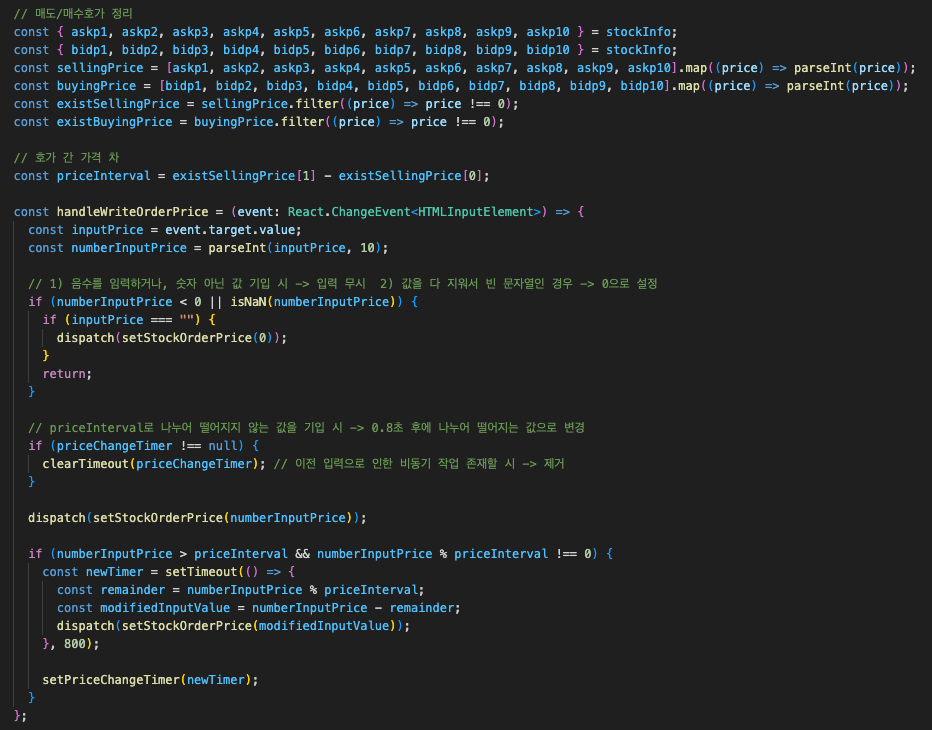 // 매도/매수호가 정리
const { askp1, askp2, askp3, askp4, askp5, askp6, askp7, askp8, askp9, askp10 } = stockInfo;
const { bidp1, bidp2, bidp3, bidp4, bidp5, bidp6, bidp7, bidp8, bidp9, bidp10 } = stockInfo;
const sellingPrice = [askp1, askp2, askp3, askp4, askp5, askp6, askp7, askp8, askp9, askp10].map((price) => parseInt(price));
const buyingPrice = [bidp1, bidp2, bidp3, bidp4, bidp5, bidp6, bidp7, bidp8, bidp9, bidp10].map((price) => parseInt(price));
const existSellingPrice = sellingPrice.filter((price) => price !== 0);
const existBuyingPrice = buyingPrice.filter((price) => price !== 0);

// 호가 간 가격 차
const priceInterval = existSellingPrice[1] - existSellingPrice[0];

const handleWriteOrderPrice = (event: React.ChangeEvent<HTMLInputElement>) => {
  const inputPrice = event.target.value;
  const numberInputPrice = parseInt(inputPrice, 10);

  // 1) 음수를 임력하거나, 숫자 아닌 값 기입 시 -> 입력 무시  2) 값을 다 지워서 빈 문자열인 경우 -> 0으로 설정
  if (numberInputPrice < 0 || isNaN(numberInputPrice)) {
    if (inputPrice === "") {
      dispatch(setStockOrderPrice(0));
    }
    return;
  }

  // priceInterval로 나누어 떨어지지 않는 값을 기입 시 -> 0.8초 후에 나누어 떨어지는 값으로 변경
  if (priceChangeTimer !== null) {
    clearTimeout(priceChangeTimer); // 이전 입력으로 인한 비동기 작업 존재할 시 -> 제거
  }

  dispatch(setStockOrderPrice(numberInputPrice));

  if (numberInputPrice > priceInterval && numberInputPrice % priceInterval !== 0) {
    const newTimer = setTimeout(() => {
      const remainder = numberInputPrice % priceInterval;
      const modifiedInputValue = numberInputPrice - remainder;
      dispatch(setStockOrderPrice(modifiedInputValue));
    }, 800);

    setPriceChangeTimer(newTimer);
  }
};